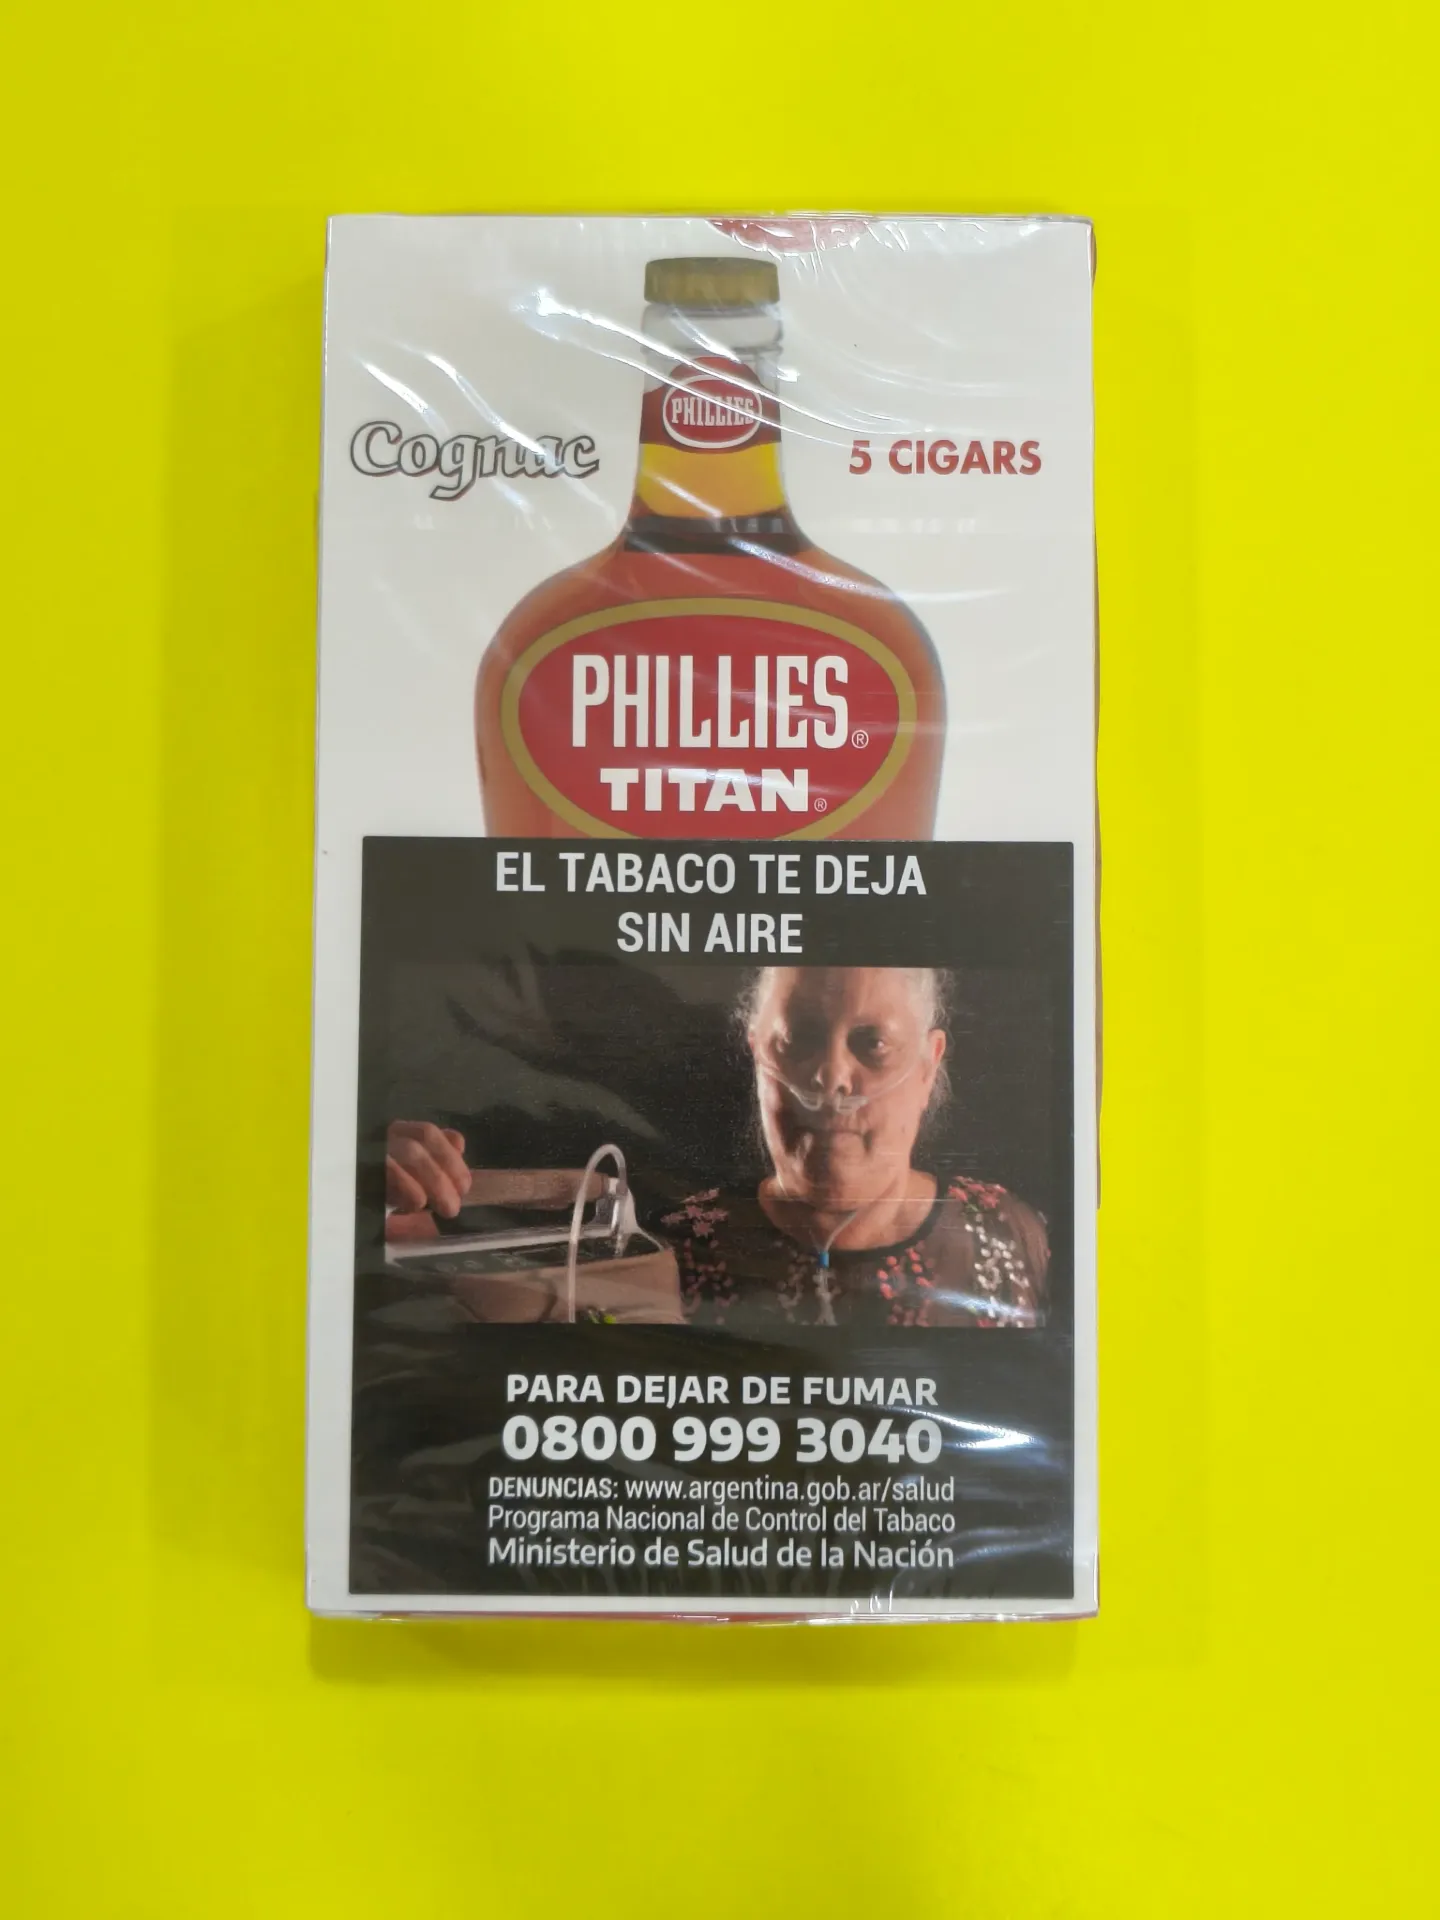 PHILLIES
Cognac
5 CIGARS
PHILLIES®
TITAN®
EL TABACO TE DEJA
SIN AIRE
PARA DEJAR DE FUMAR
0800 999 3040
DENUNCIAS: www.argentina.gob.ar/salud
Programa Nacional de Control del Tabaco
Ministerio de Salud de la Nación